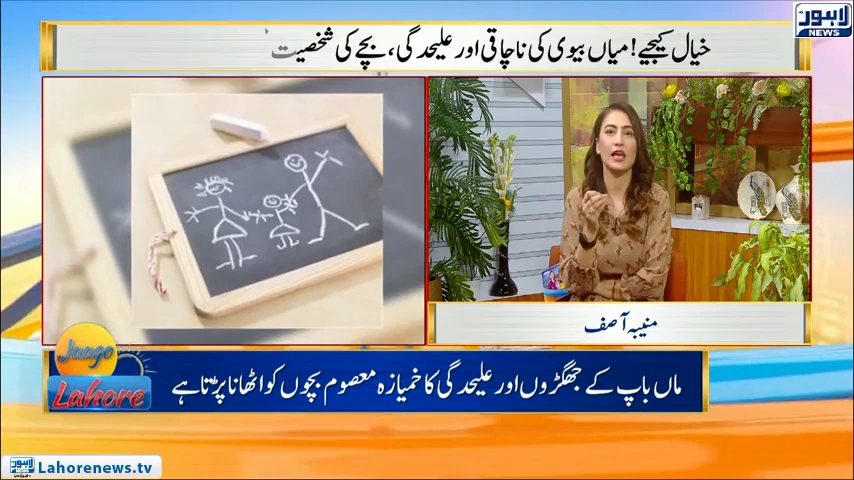 لاہور
NEWS
خیال کیجیے! میاں بیوی کی ناچاقی اور علیحدگی، بچے کی شخصیت
منیبہ آصف
Jaago
Lahore
ماں باپ کے جھگڑوں اور علیحدگی کا خمیازہ معصوم بچوں کو اٹھانا پڑتا ہے
Lahorenews.tv